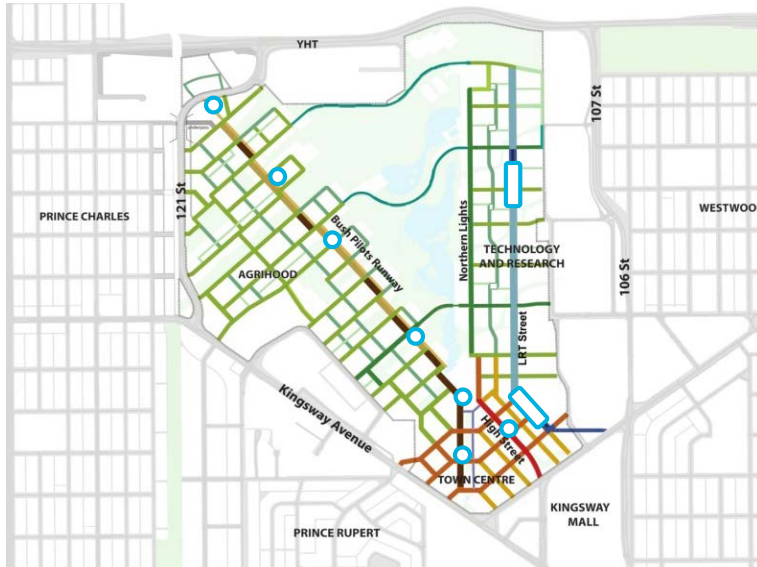 YHT
107 St
121 St
PRINCE CHARLES
WESTWOO
Bush Pilots Runway
Northern Lights
TECHNOLOGY
AND RESEARCH
106 St
AGRIHOOD
LRT Street
Kingsway Avenue
High Street
TOWN CENTRE
KINGSWAY
MALL
PRINCE RUPERT